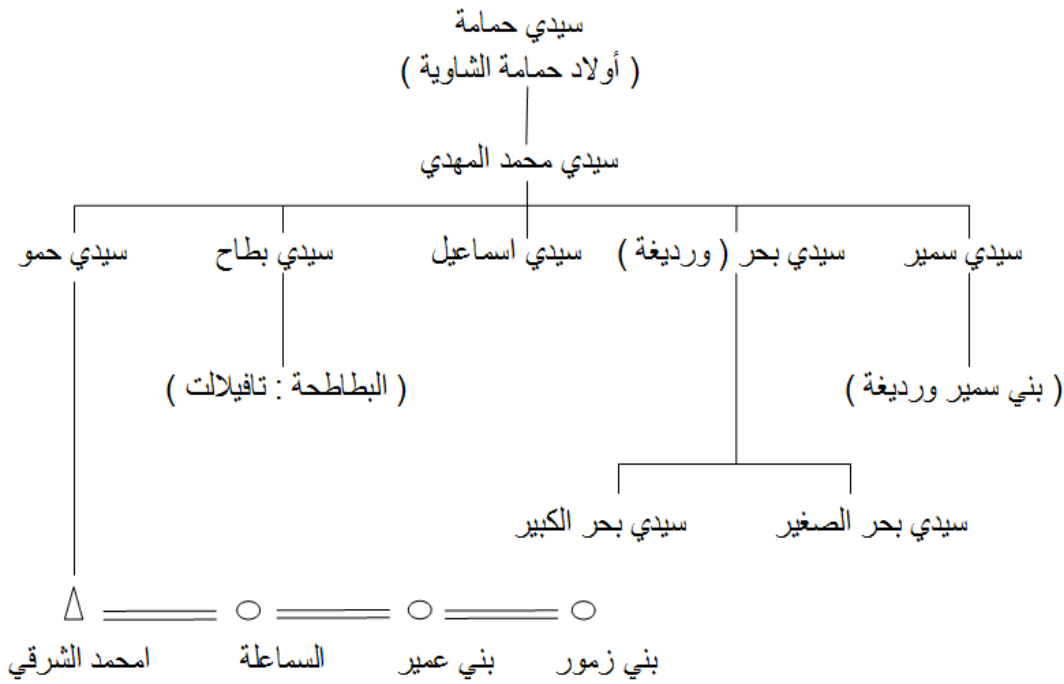 سيدي حمامة
( أولاد حمامة الشاوية )
سيدي محمد المهدي
سيدي سمير
سيدي بحر ( ورديغة )
سيدي اسماعيل
سيدي بطاح
سيدي حمو
( بني سمير ورديغة )
( البطاطحة : تافيلالت )
سيدي بحر الصغير
سيدي بحر الكبير
بني زمور
بني عمير
السماعلة
امحمد الشرقي